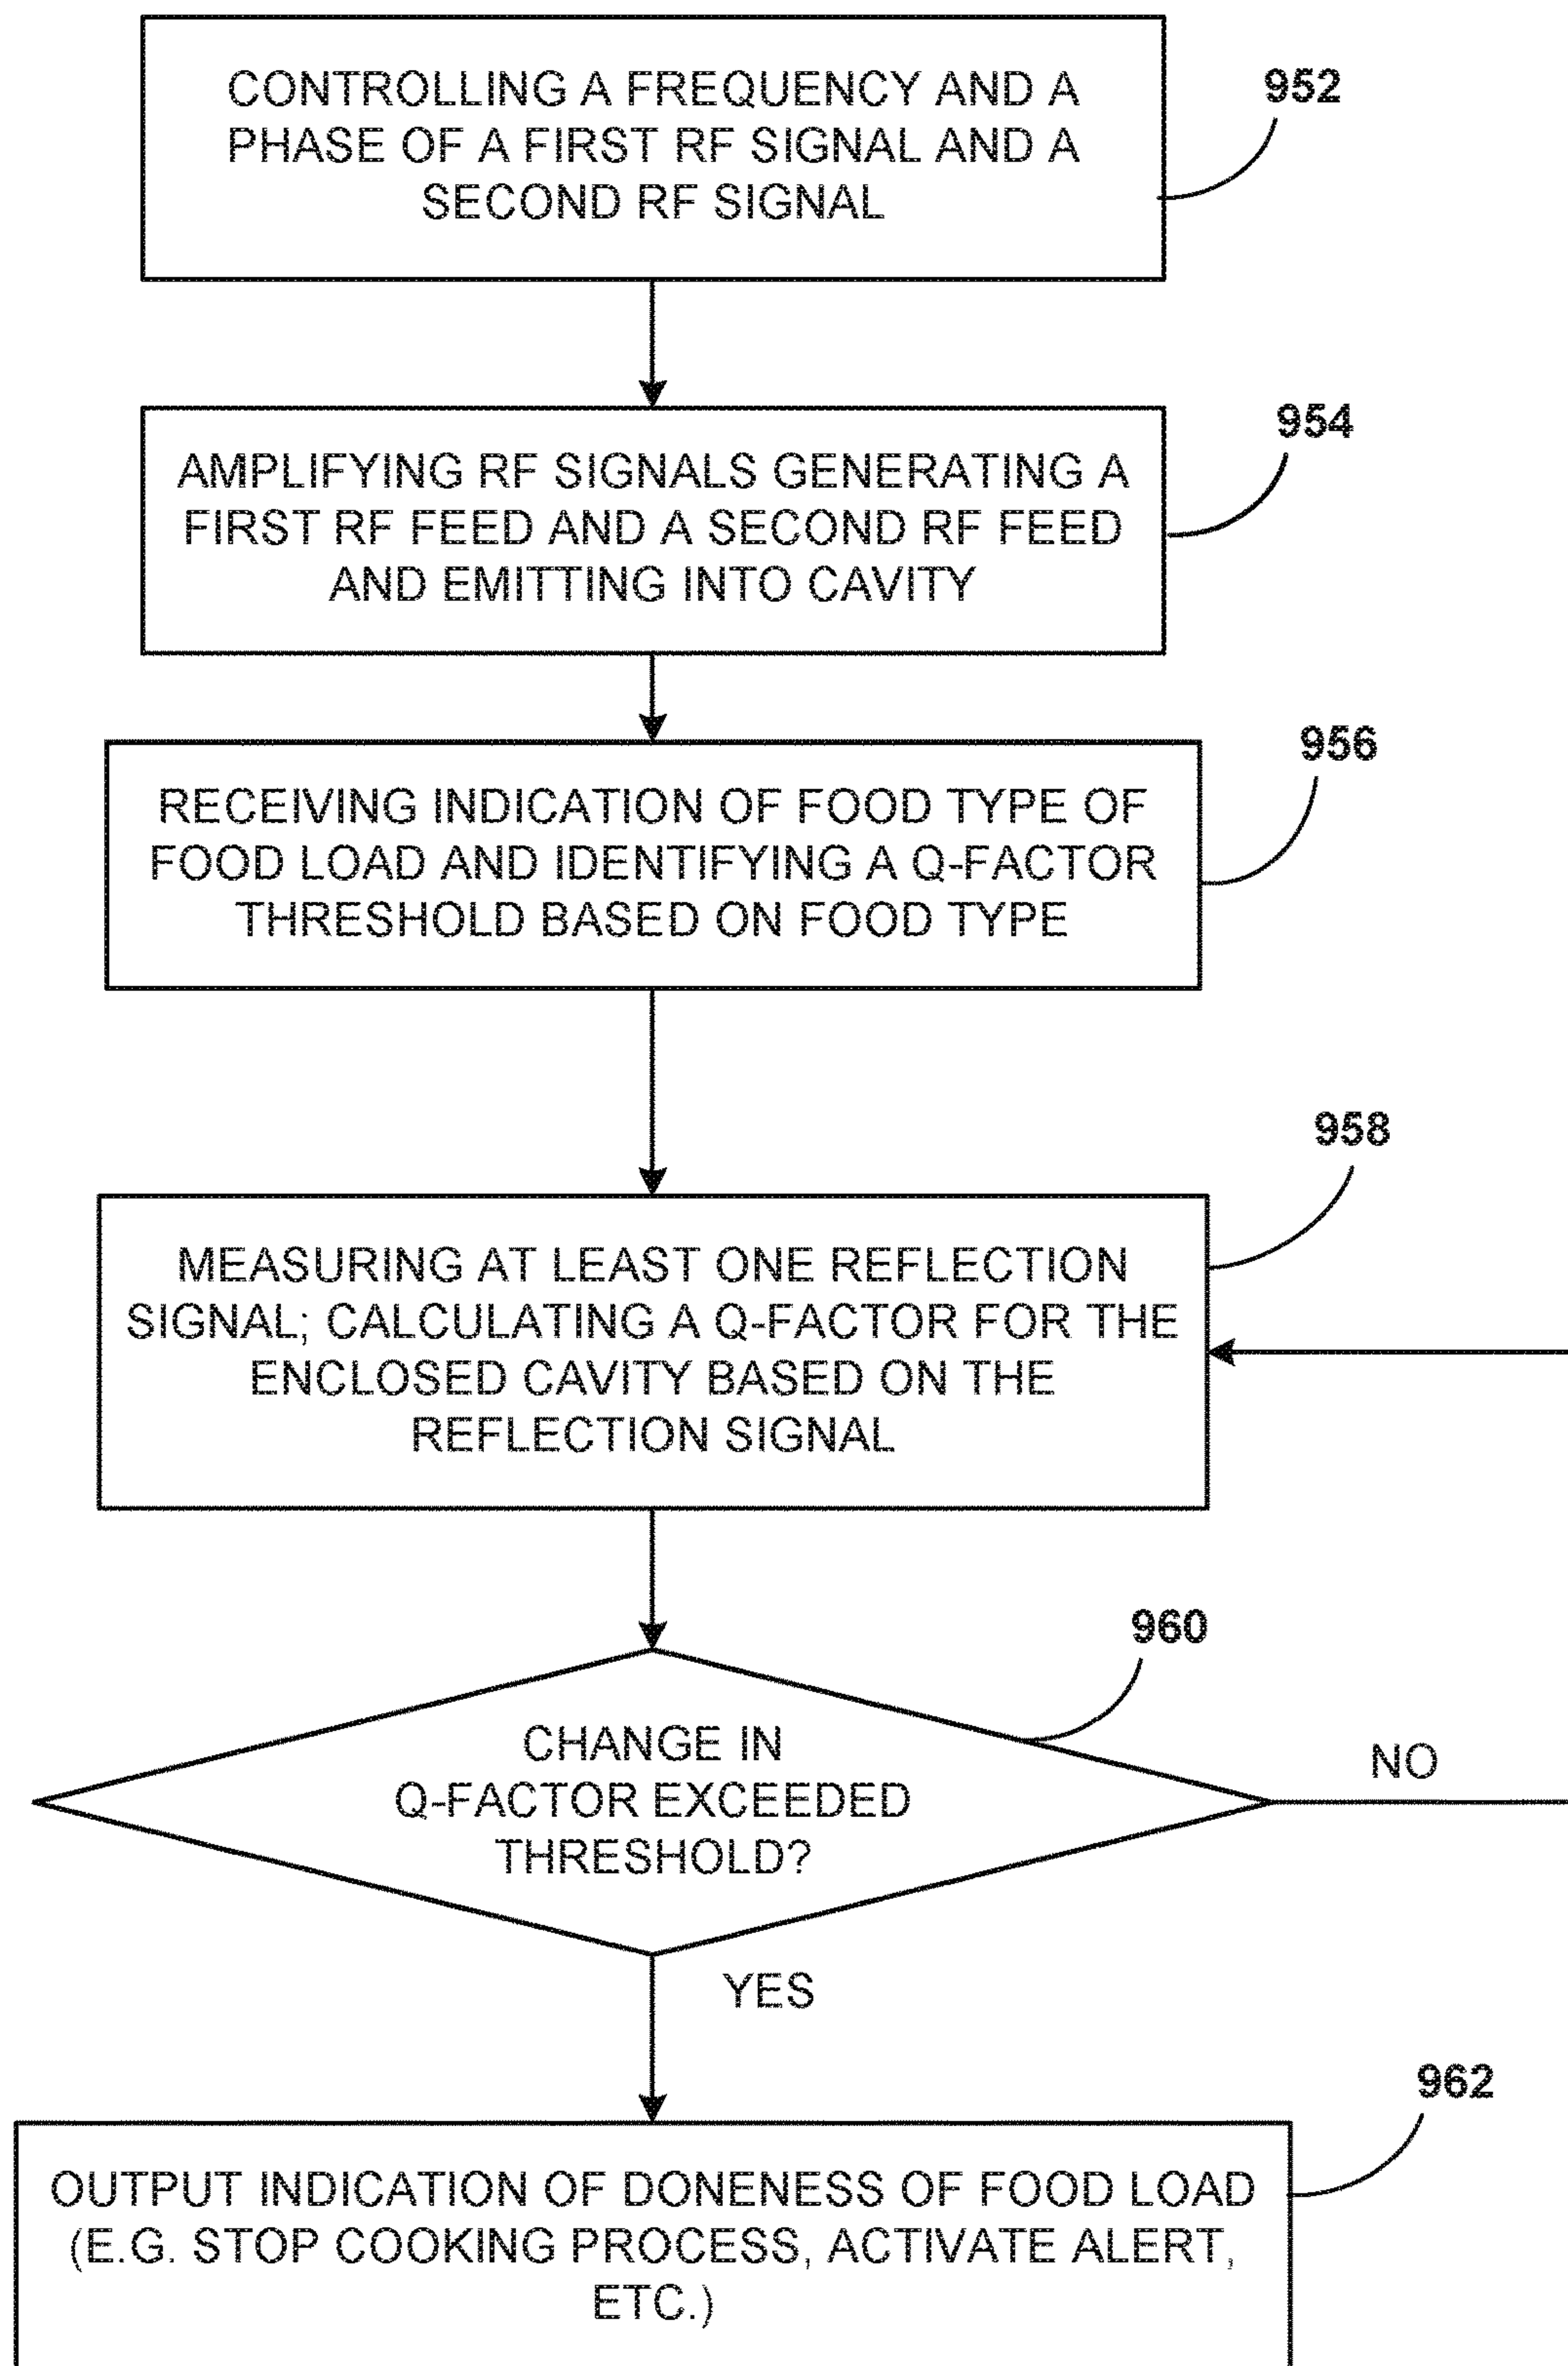 CONTROLLING A FREQUENCY AND A
PHASE OF A FIRST RF SIGNAL AND A
SECOND RF SIGNAL
952
AMPLIFYING RF SIGNALS GENERATING A
FIRST RF FEED AND A SECOND RF FEED
AND EMITTING INTO CAVITY
954
RECEIVING INDICATION OF FOOD TYPE OF
FOOD LOAD AND IDENTIFYING A Q-FACTOR
THRESHOLD BASED ON FOOD TYPE
956
MEASURING AT LEAST ONE REFLECTION
SIGNAL; CALCULATING A Q-FACTOR FOR THE
ENCLOSED CAVITY BASED ON THE
REFLECTION SIGNAL
958
CHANGE IN
Q-FACTOR EXCEEDED
THRESHOLD?
960
NO
YES
OUTPUT INDICATION OF DONENESS OF FOOD LOAD
(E.G. STOP COOKING PROCESS, ACTIVATE ALERT,
ETC.)
962